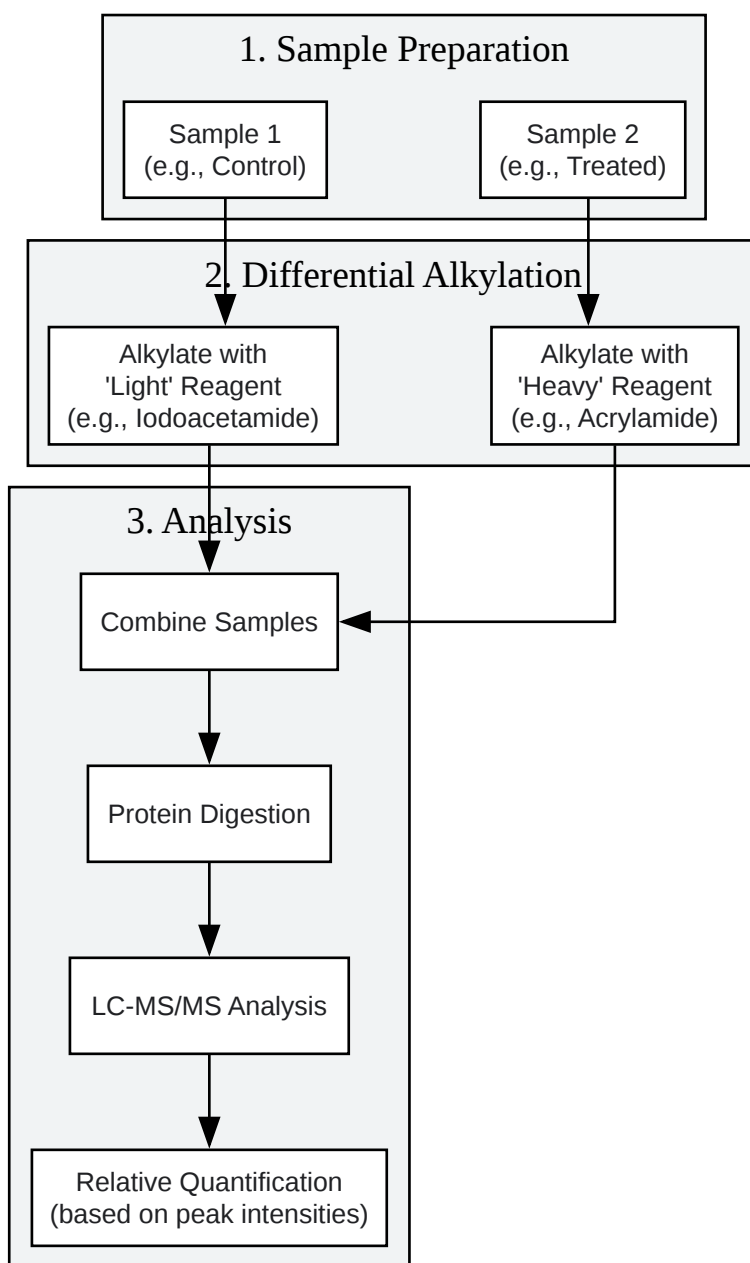 1. Sample Preparation
Sample 1
(e.g., Control)
Sample 2
(e.g., Treated)
2. Differential Alkylation
Alkylate with
'Light' Reagent
(e.g., Iodoacetamide)
Alkylate with
'Heavy' Reagent
(e.g., Acrylamide)
3. Analysis
Combine Samples
Protein Digestion
LC-MS/MS Analysis
Relative Quantification
(based on peak intensities)